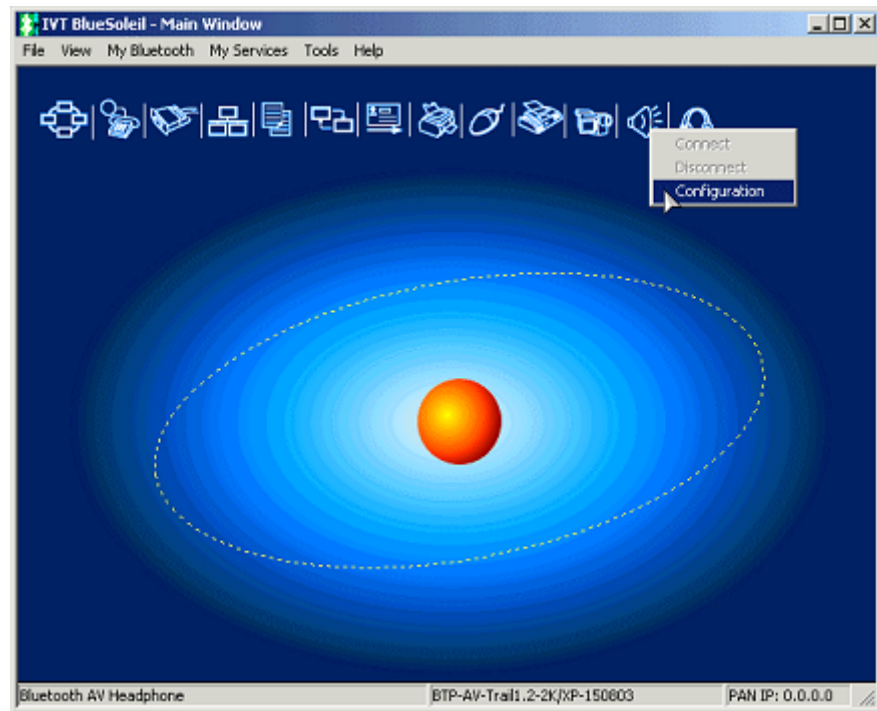 IVT BlueSoleil - Main Window
File View My Bluetooth My Services Tools Help
Connect
Disconnect
Configuration
Bluetooth AV Headphone BTP-AV-Trail1.2-2K/XP-150803 PAN IP: 0.0.0.0